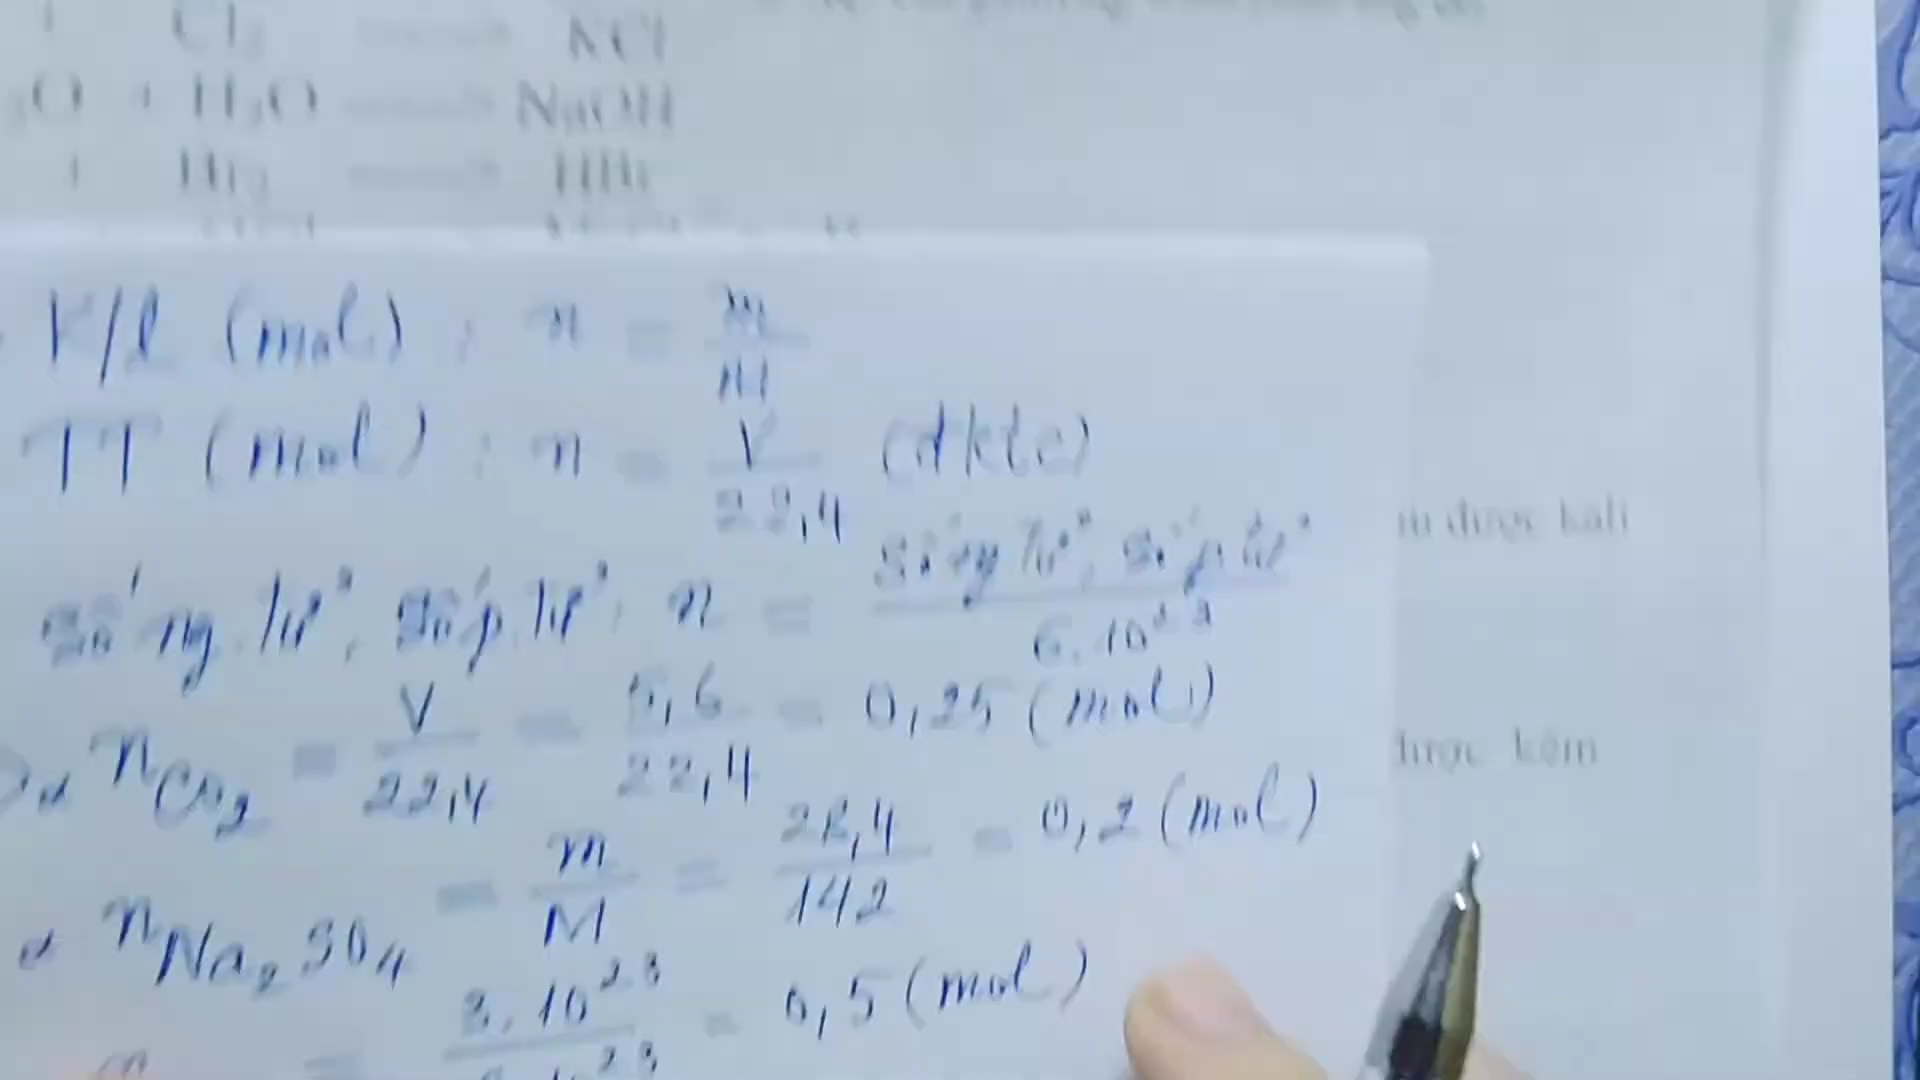 Cl₂ KCl
₂O + H₂O NaOH
+ Br₂ HBr
K/l (mol) : n = m/M
TT (mol) : n = V/22,4 (đktc)
được kali
số ng.tử, số p.tử : n = số ng tử, số p tử/6.10²³
n CO₂ = V/22,4 = 5,6/22,4 = 0,25 (mol)
được kẽm
n Na₂SO₄ = m/M = 28,4/142 = 0,2 (mol)
= 3.10²³/ = 0,5 (mol)